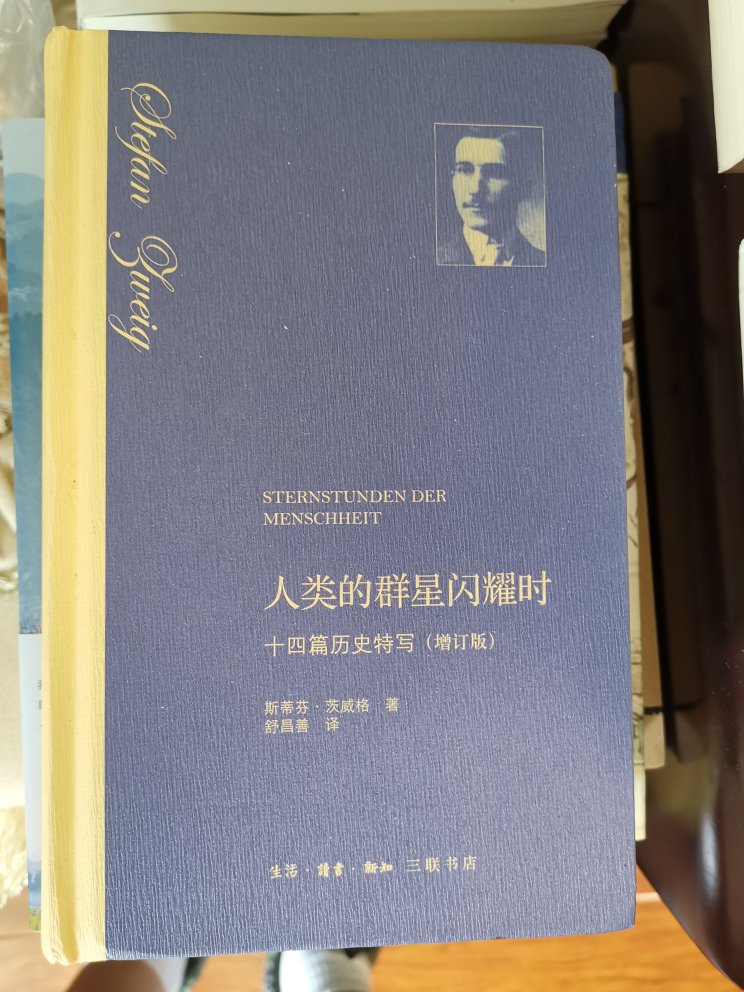 Stefan Zweig
STERNSTUNDEN DER
MENSCHHEIT
人类的群星闪耀时
十四篇历史特写（增订版）
斯蒂芬·茨威格 著
舒昌善 译
生活·讀書·新知 三联书店